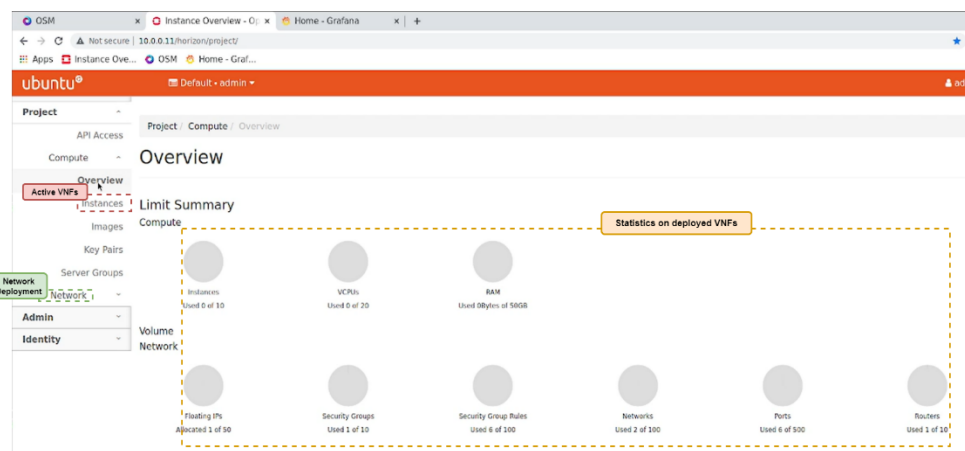 OSM × Instance Overview - Op × Home - Grafana × +
Not secure 10.0.0.11/horizon/project/
Apps Instance Ove... OSM Home - Graf...
ubuntu® Default • admin ad
Project
API Access
Compute
Overview
Active VNFs
Instances
Images
Key Pairs
Server Groups
Network
Deployment
Network
Admin
Identity
Project / Compute / Overview
Overview
Limit Summary
Compute
Statistics on deployed VNFs
Instances VCPUs RAM
Used 0 of 10 Used 0 of 20 Used 0Bytes of 50GB
Volume
Network
Floating IPs Security Groups Security Group Rules Networks Ports Routers
Allocated 1 of 50 Used 1 of 10 Used 6 of 100 Used 2 of 100 Used 6 of 500 Used 1 of 10